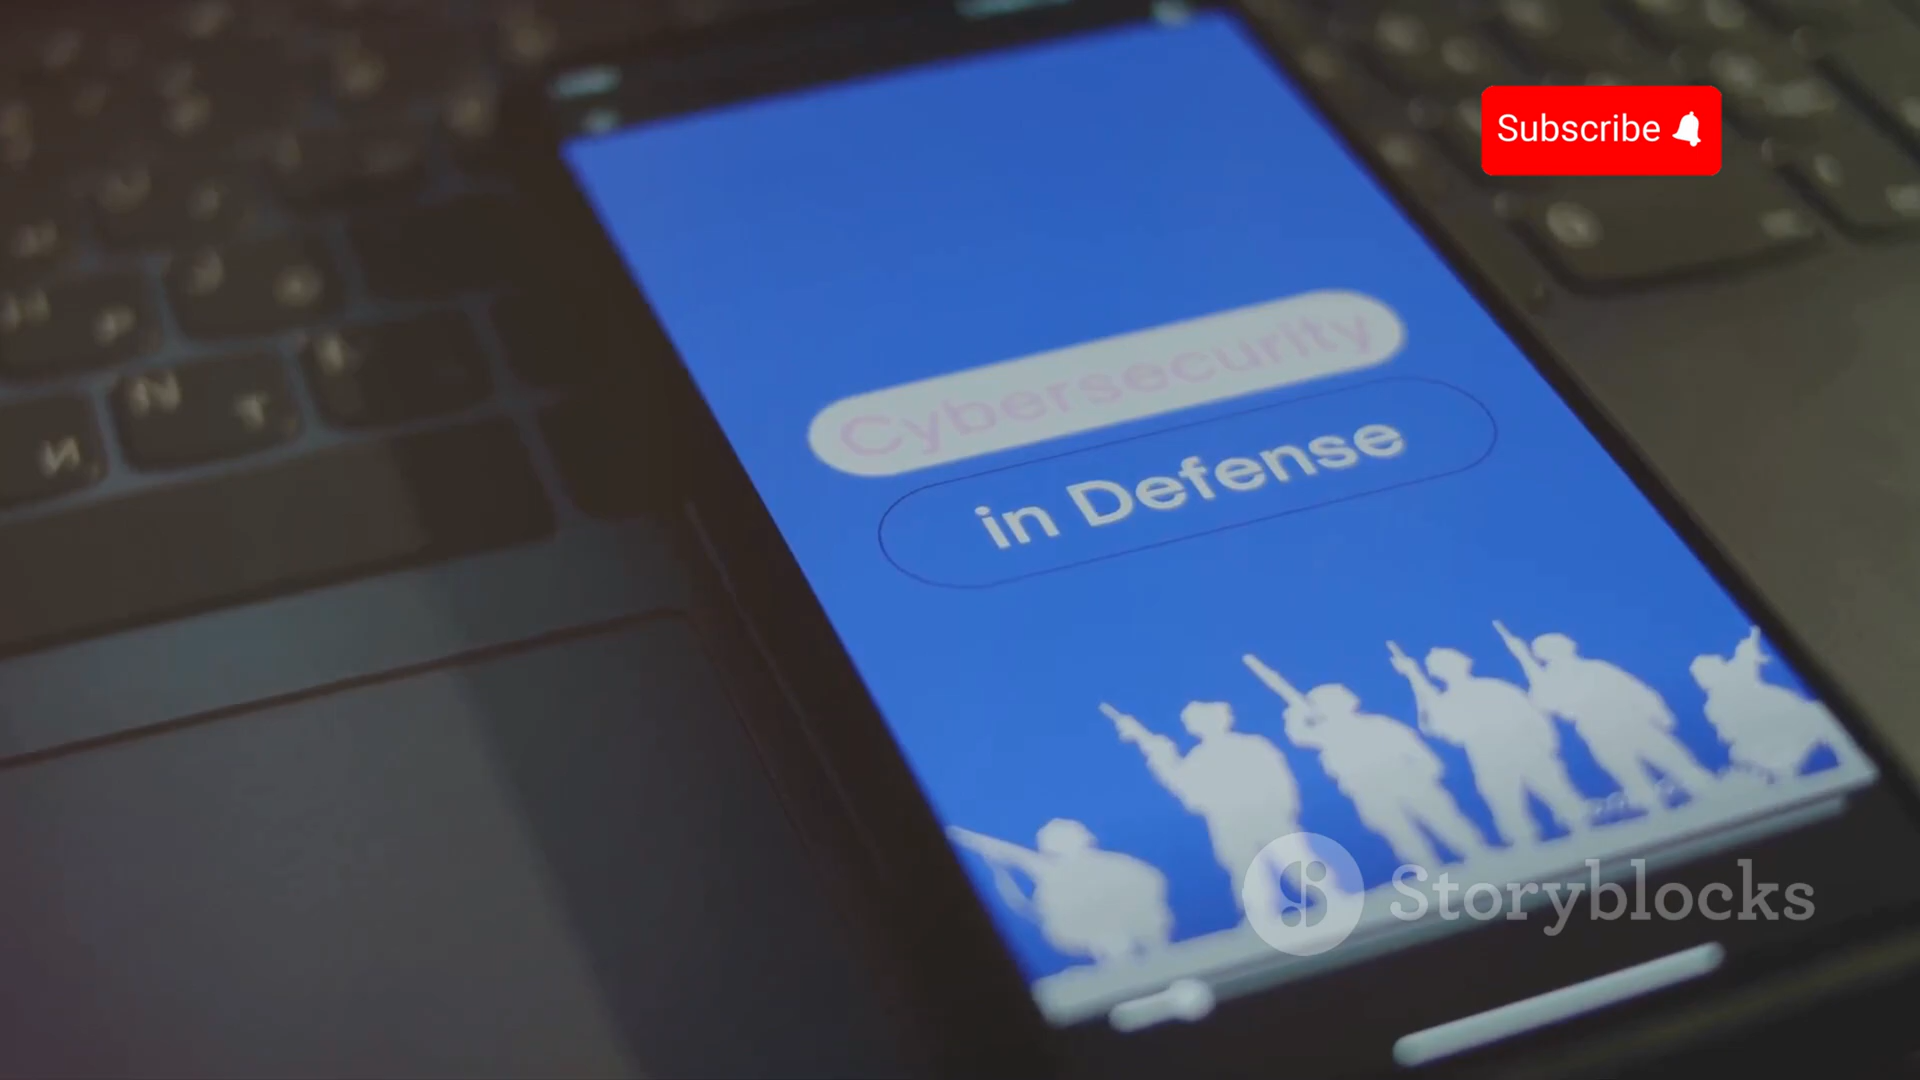 Subscribe
Cybersecurity
in Defense
Storyblocks
И
Т